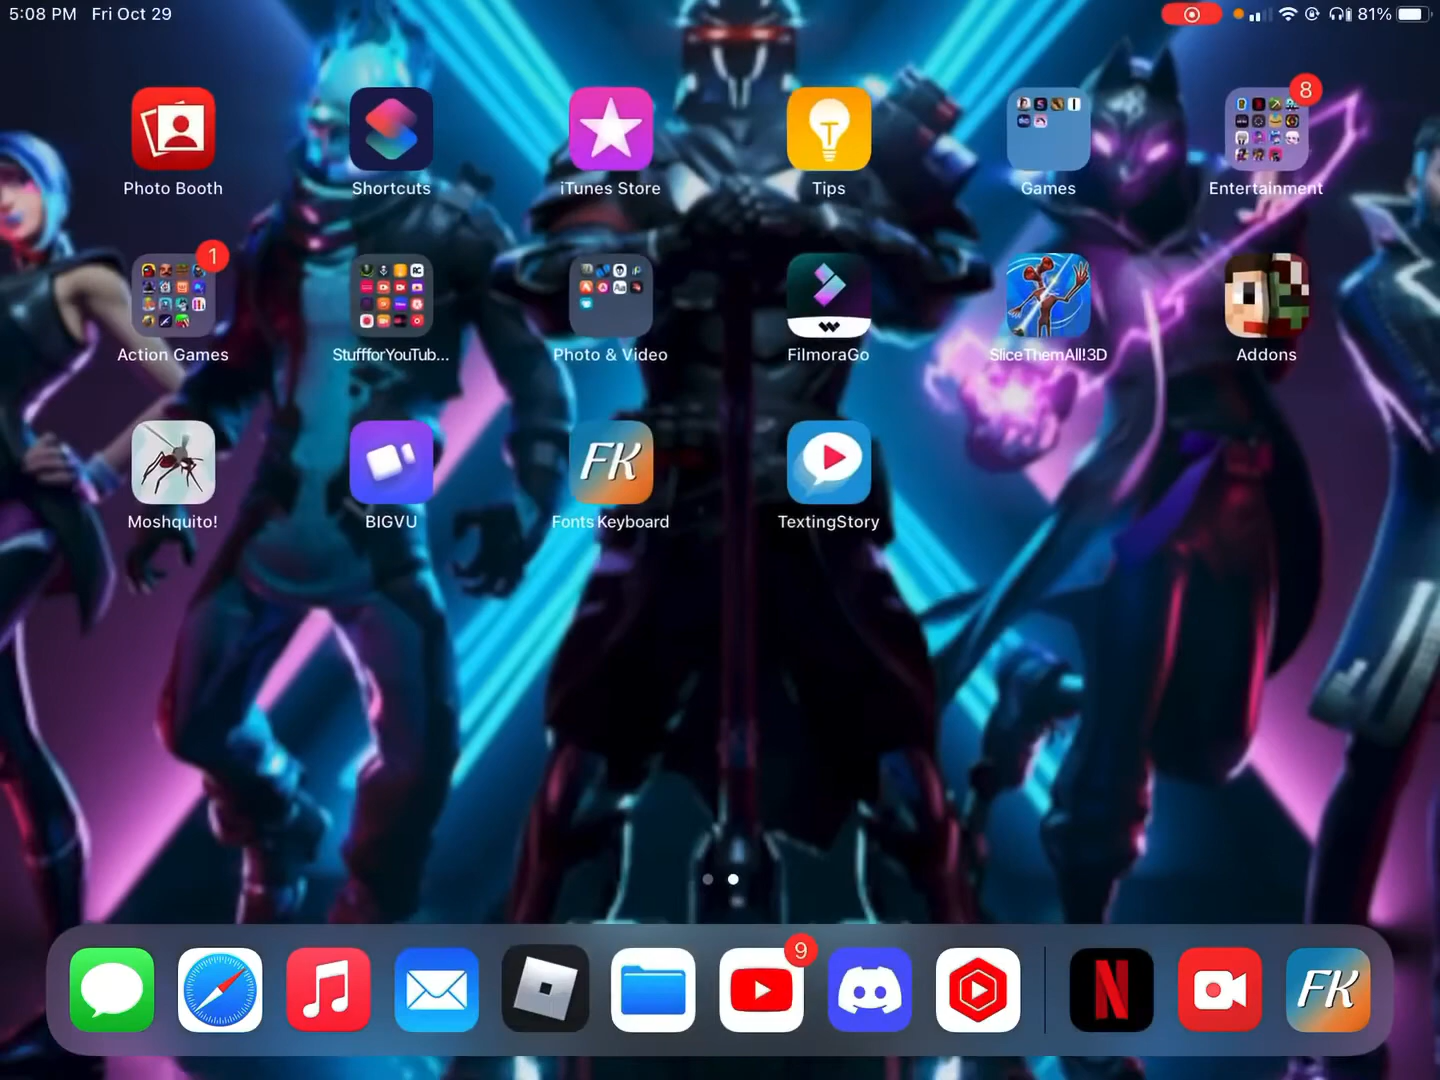 5:08 PM Fri Oct 29 81%
Photo Booth Shortcuts iTunes Store Tips Games Entertainment
8
1
Action Games StuffforYouTub... Photo & Video FilmoraGo SliceThemAll!3D Addons
FK
Moshquito! BIGVU Fonts Keyboard TextingStory
9
N FK